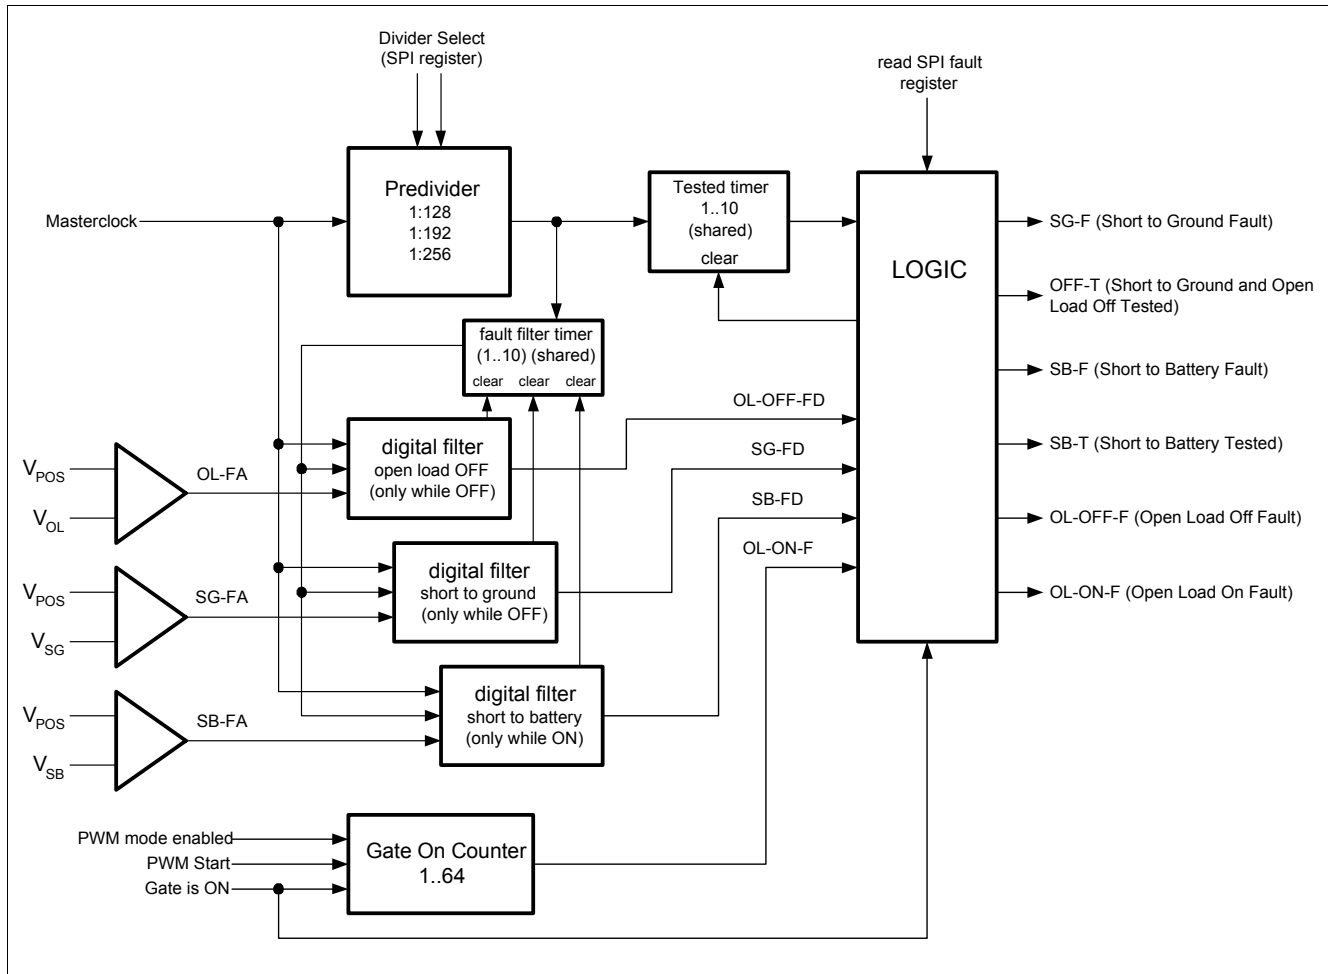 Divider Select
(SPI register)
read SPI fault
register
Predivider
1:128
1:192
1:256
Tested timer
1..10
(shared)
clear
Masterclock
LOGIC
SG-F (Short to Ground Fault)
OFF-T (Short to Ground and Open
Load Off Tested)
SB-F (Short to Battery Fault)
SB-T (Short to Battery Tested)
OL-OFF-F (Open Load Off Fault)
OL-ON-F (Open Load On Fault)
fault filter timer
(1..10) (shared)
clear clear clear
OL-OFF-FD
SG-FD
SB-FD
OL-ON-F
digital filter
open load OFF
(only while OFF)
VPOS
OL-FA
VOL
digital filter
short to ground
(only while OFF)
VPOS
SG-FA
VSG
digital filter
short to battery
(only while ON)
VPOS
SB-FA
VSB
PWM mode enabled
PWM Start
Gate is ON
Gate On Counter
1..64